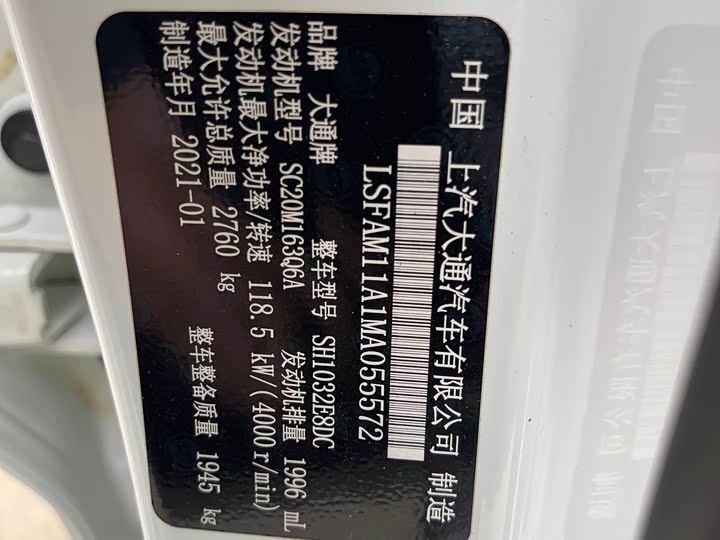 中国 上汽大通汽车有限公司 制造
LSFAM11A1MA055572
品牌 大通牌 整车型号 SH1032E8DC
发动机型号 SC20M163Q6A 发动机排量 1996 mL
发动机最大净功率/转速 118.5 kW/(4000r/min)
最大允许总质量 2760 kg 整车整备质量 1945 kg
制造年月 2021-01